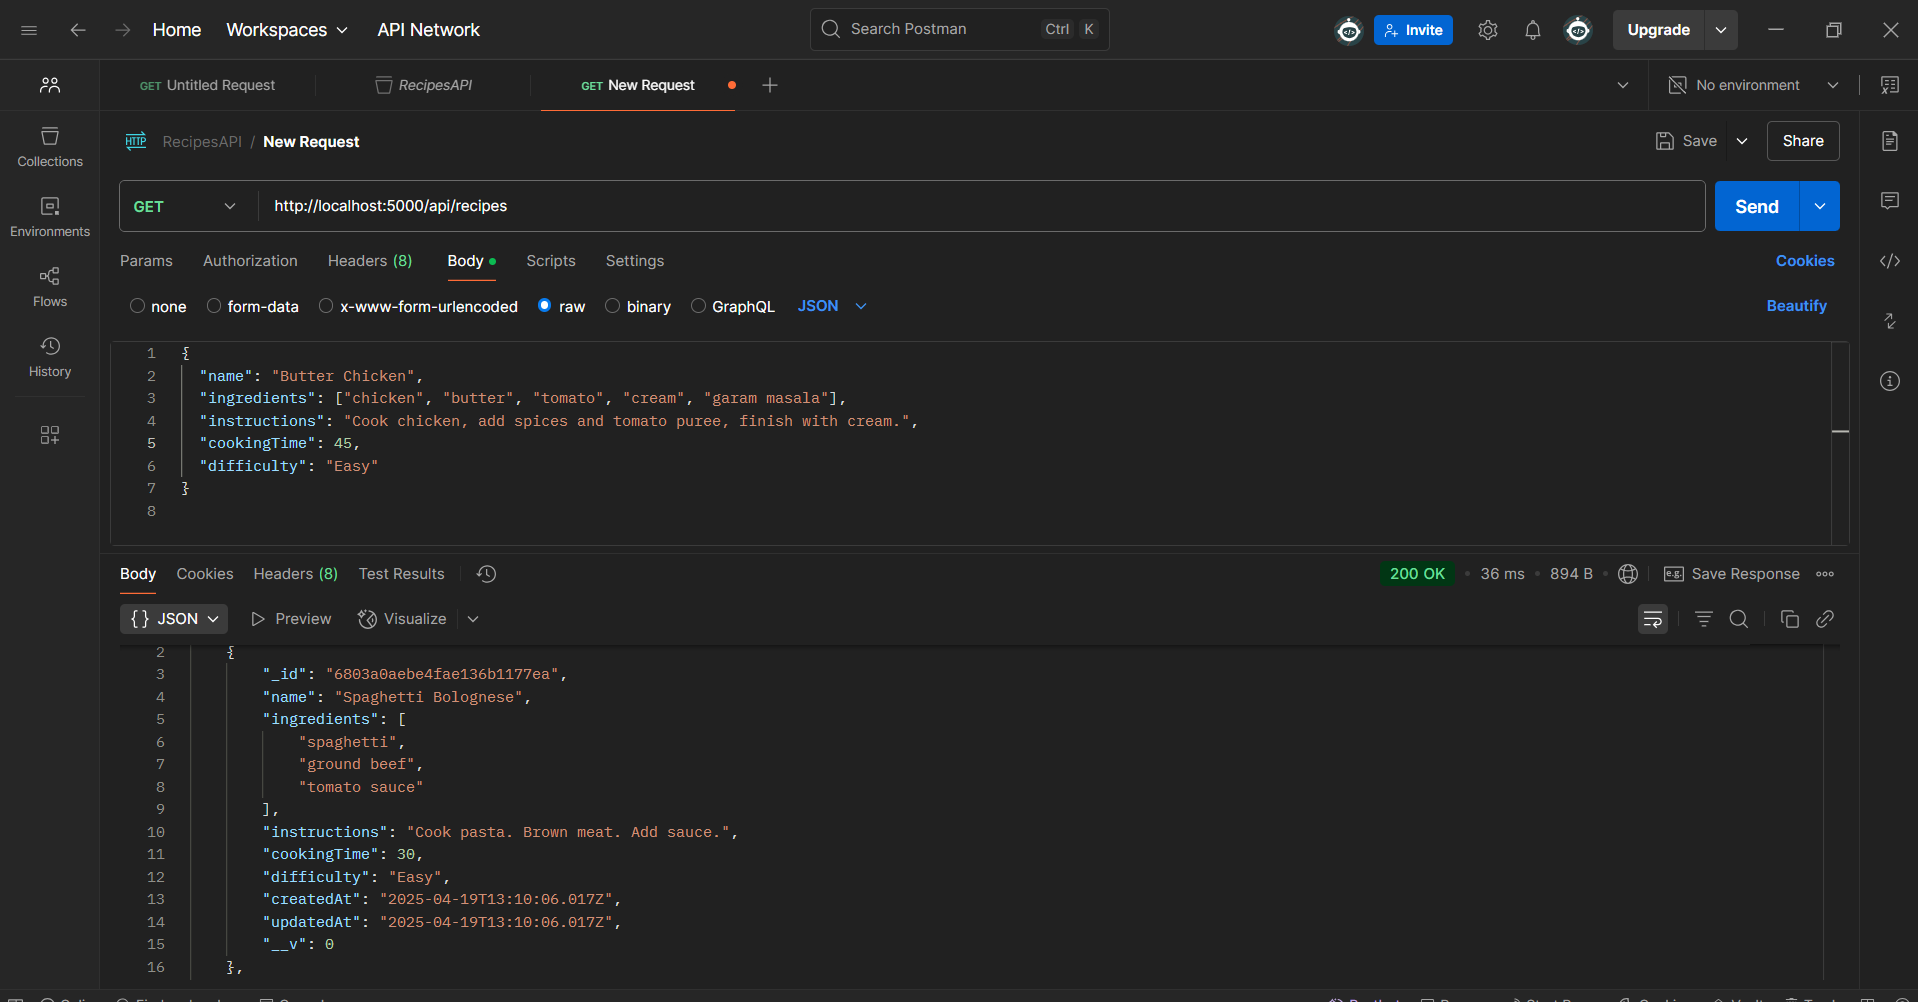 Home Workspaces API Network Search Postman Ctrl K Invite Upgrade
GET Untitled Request RecipesAPI GET New Request No environment
HTTP RecipesAPI / New Request Save Share
Collections
Environments
Flows
History
GET http://localhost:5000/api/recipes Send
Params Authorization Headers (8) Body Scripts Settings Cookies
none form-data x-www-form-urlencoded raw binary GraphQL JSON Beautify
1 {
2 "name": "Butter Chicken",
3 "ingredients": ["chicken", "butter", "tomato", "cream", "garam masala"],
4 "instructions": "Cook chicken, add spices and tomato puree, finish with cream.",
5 "cookingTime": 45,
6 "difficulty": "Easy"
7 }
8
Body Cookies Headers (8) Test Results 200 OK • 36 ms • 894 B • e.g. Save Response
{} JSON Preview Visualize
2 {
3 "_id": "6803a0aebe4fae136b1177ea",
4 "name": "Spaghetti Bolognese",
5 "ingredients": [
6 "spaghetti",
7 "ground beef",
8 "tomato sauce"
9 ],
10 "instructions": "Cook pasta. Brown meat. Add sauce.",
11 "cookingTime": 30,
12 "difficulty": "Easy",
13 "createdAt": "2025-04-19T13:10:06.017Z",
14 "updatedAt": "2025-04-19T13:10:06.017Z",
15 "__v": 0
16 },